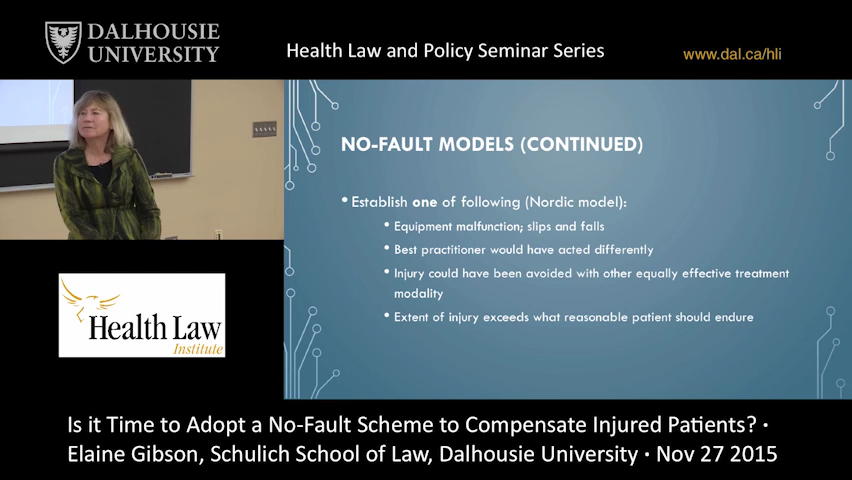 DALHOUSIE
UNIVERSITY
Health Law and Policy Seminar Series
www.dal.ca/hli
NO-FAULT MODELS (CONTINUED)
• Establish one of following (Nordic model):
• Equipment malfunction; slips and falls
• Best practitioner would have acted differently
• Injury could have been avoided with other equally effective treatment
modality
• Extent of injury exceeds what reasonable patient should endure
Health Law
Institute
Is it Time to Adopt a No-Fault Scheme to Compensate Injured Patients? •
Elaine Gibson, Schulich School of Law, Dalhousie University • Nov 27 2015